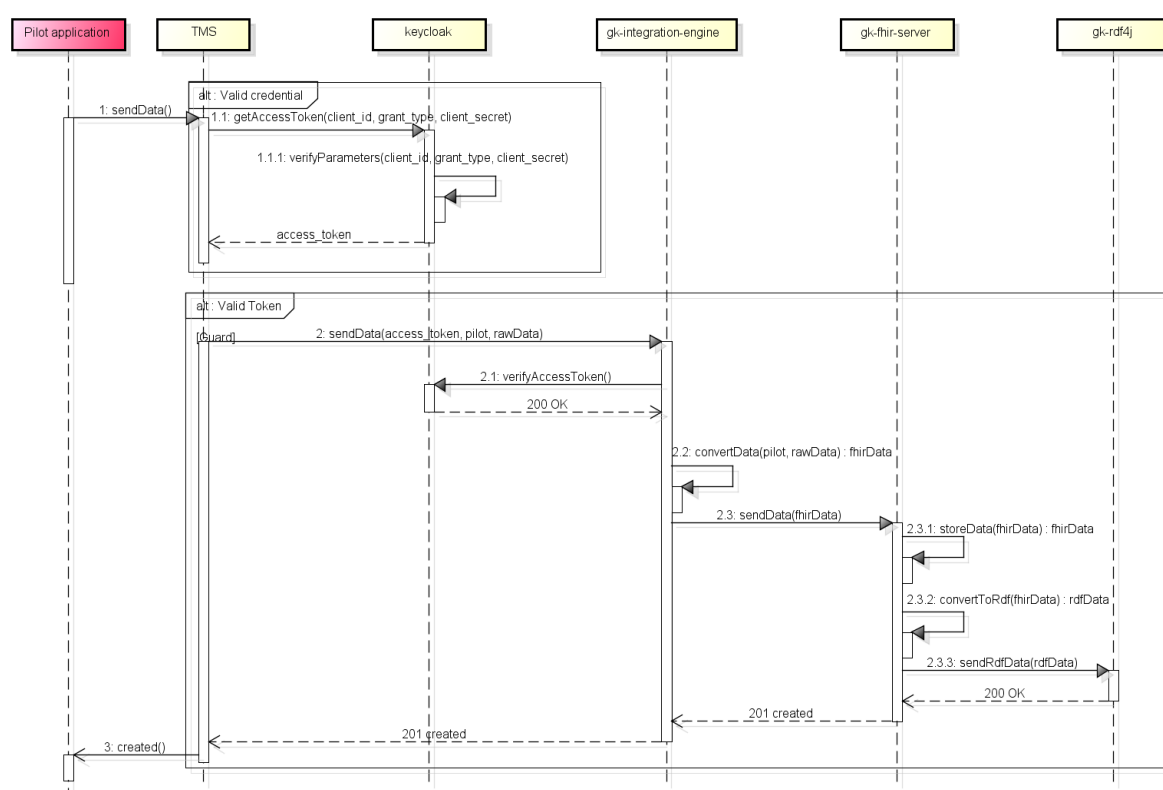 Pilot application
TMS
keycloak
gk-integration-engine
gk-fhir-server
gk-rdf4j
alt : Valid credential
1: sendData()
1.1: getAccessToken(client_id, grant_type, client_secret)
1.1.1: verifyParameters(client_id, grant_type, client_secret)
access_token
alt : Valid Token
[Guard]
2: sendData(access_token, pilot, rawData)
2.1: verifyAccessToken()
200 OK
2.2: convertData(pilot, rawData) : fhirData
2.3: sendData(fhirData)
2.3.1: storeData(fhirData) : fhirData
2.3.2: convertToRdf(fhirData) : rdfData
2.3.3: sendRdfData(rdfData)
200 OK
201 created
201 created
3: created()